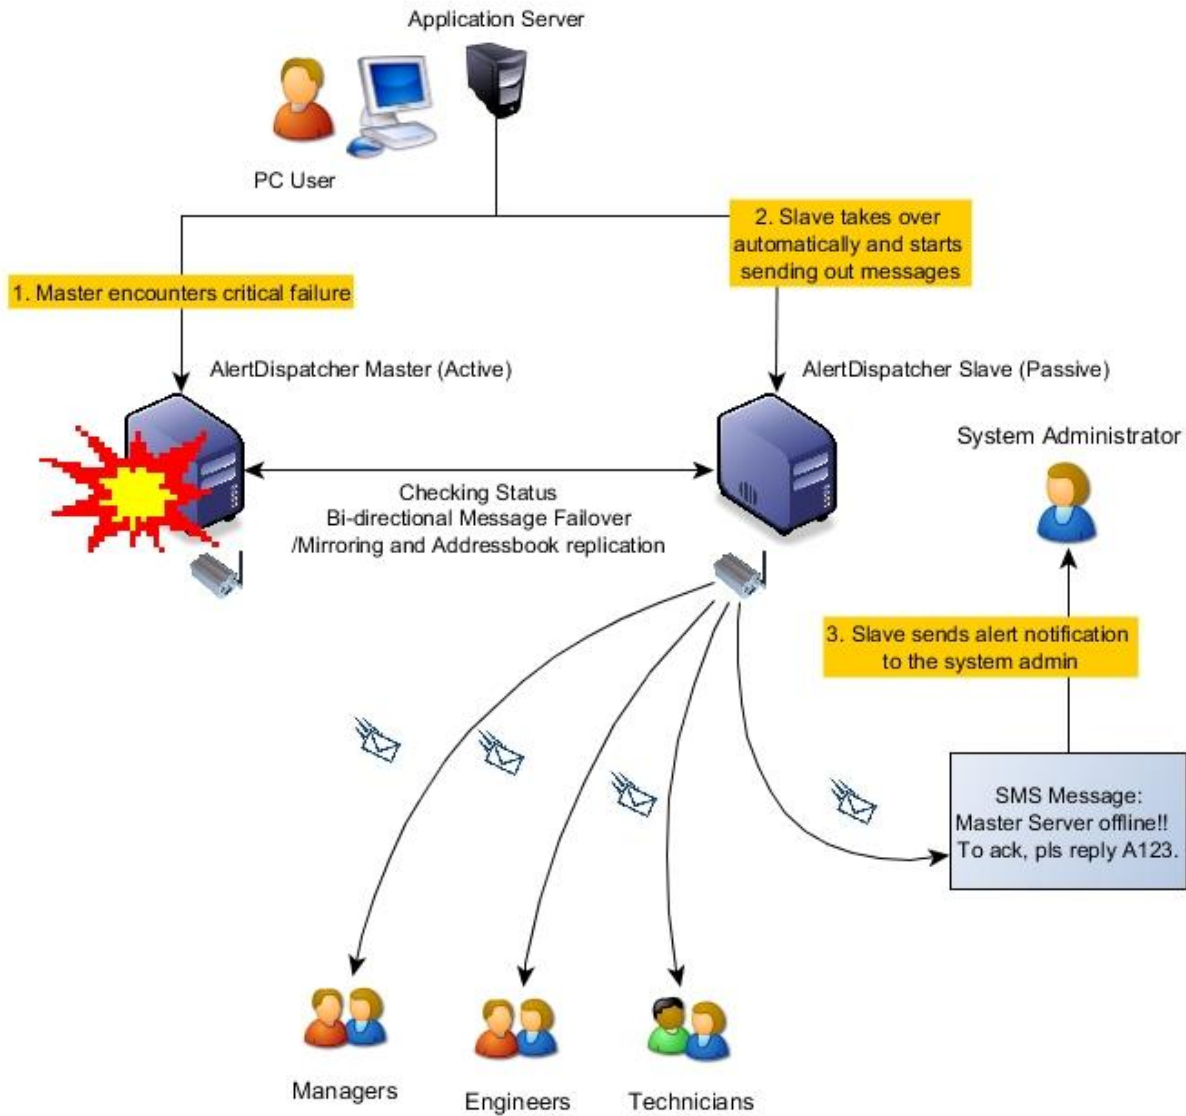 Application Server
PC User
2. Slave takes over
automatically and starts
sending out messages
1. Master encounters critical failure
AlertDispatcher Master (Active)
AlertDispatcher Slave (Passive)
System Administrator
Checking Status
Bi-directional Message Failover
/Mirroring and Addressbook replication
3. Slave sends alert notification
to the system admin
SMS Message:
Master Server offline!!
To ack, pls reply A123.
Managers
Engineers
Technicians